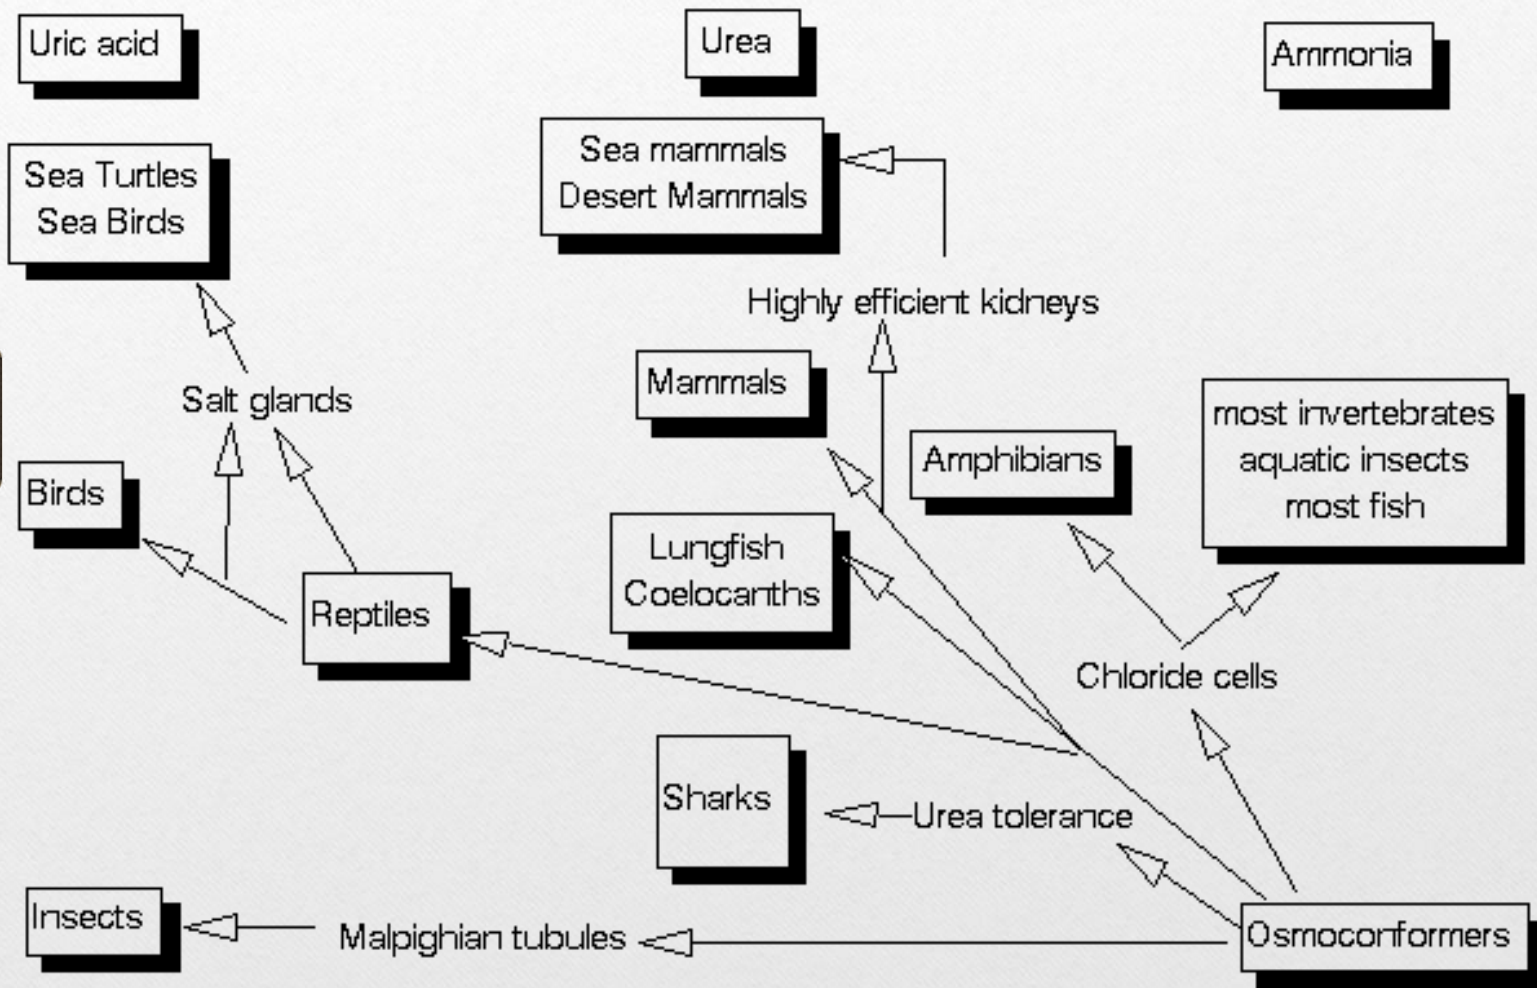 Uric acid
Urea
Ammonia
Sea Turtles
Sea Birds
Sea mammals
Desert Mammals
Highly efficient kidneys
Salt glands
Mammals
Amphibians
most invertebrates
aquatic insects
most fish
Birds
Lungfish
Coelocanths
Reptiles
Chloride cells
Sharks
Urea tolerance
Insects
Malpighian tubules
Osmoconformers